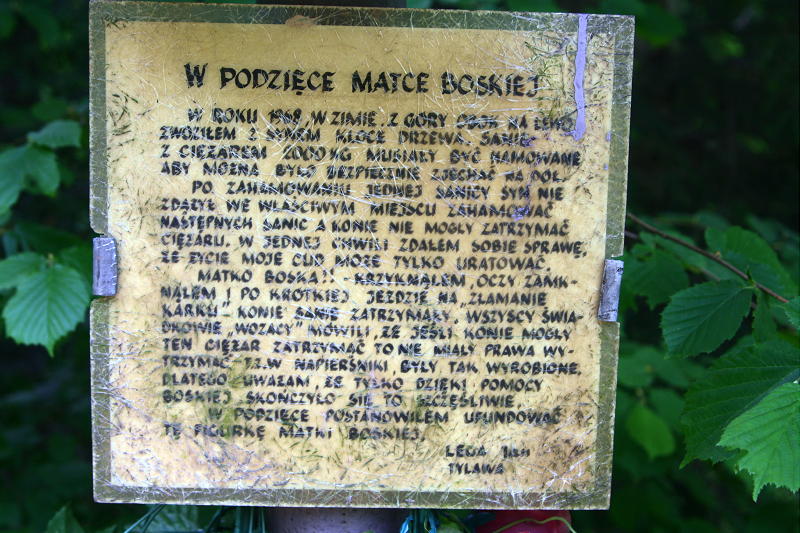 W PODZIĘCE MATCE BOSKIEJ
W ROKU 1968, W ZIMIE, Z GÓRY OBOK NA LEWO
ZWOZIŁEM Z SYNEM KLOCE DRZEWA. SANIE
Z CIĘŻAREM 2000 KG MUSIAŁY BYĆ HAMOWANE
ABY MOŻNA BYŁO BEZPIECZNIE ZJECHAĆ NA DÓŁ.
PO ZAHAMOWANIU JEDNEJ SANICY SYN NIE
ZDĄŻYŁ WE WŁAŚCIWYM MIEJSCU ZAHAMOWAĆ
NASTĘPNYCH SANIC A KONIE NIE MOGŁY ZATRZYMAĆ
CIĘŻARU. W JEDNEJ CHWILI ZDAŁEM SOBIE SPRAWĘ,
ŻE ŻYCIE MOJE CUD MOŻE TYLKO URATOWAĆ.
MATKO BOSKA!! - KRZYKNĄŁEM, OCZY ZAMK-
NĄŁEM. PO KRÓTKIEJ JEŹDZIE NA „ZŁAMANIE
KARKU" KONIE SANIE ZATRZYMAŁY. WSZYSCY ŚWIA-
DKOWIE „WOZACY" MÓWILI, ŻE JEŚLI KONIE MOGŁY
TEN CIĘŻAR ZATRZYMAĆ TO NIE MIAŁY PRAWA WY-
TRZYMAĆ T.Z.W NAPIERŚNIKI, BYŁY TAK WYROBIONE.
DLATEGO UWAŻAM, ŻE TYLKO DZIĘKI POMOCY
BOSKIEJ SKOŃCZYŁO SIĘ TO SZCZĘŚLIWIE.
W PODZIĘCE POSTANOWIŁEM UFUNDOWAĆ
TĘ FIGURKĘ MATKI BOSKIEJ.
LEGA Jan
TYLAWA